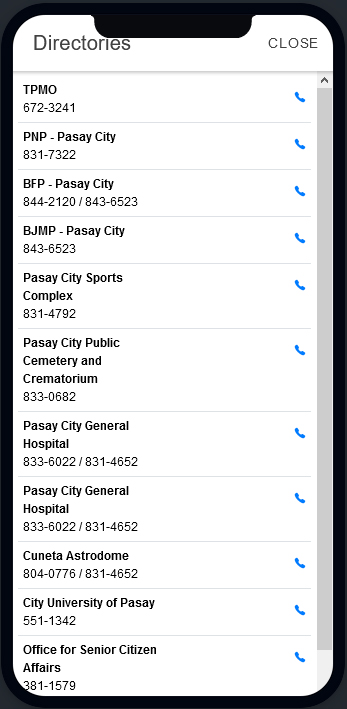 Directories
CLOSE
TPMO
672-3241
PNP - Pasay City
831-7322
BFP - Pasay City
844-2120 / 843-6523
BJMP - Pasay City
843-6523
Pasay City Sports
Complex
831-4792
Pasay City Public
Cemetery and
Crematorium
833-0682
Pasay City General
Hospital
833-6022 / 831-4652
Pasay City General
Hospital
833-6022 / 831-4652
Cuneta Astrodome
804-0776 / 831-4652
City University of Pasay
551-1342
Office for Senior Citizen
Affairs
381-1579